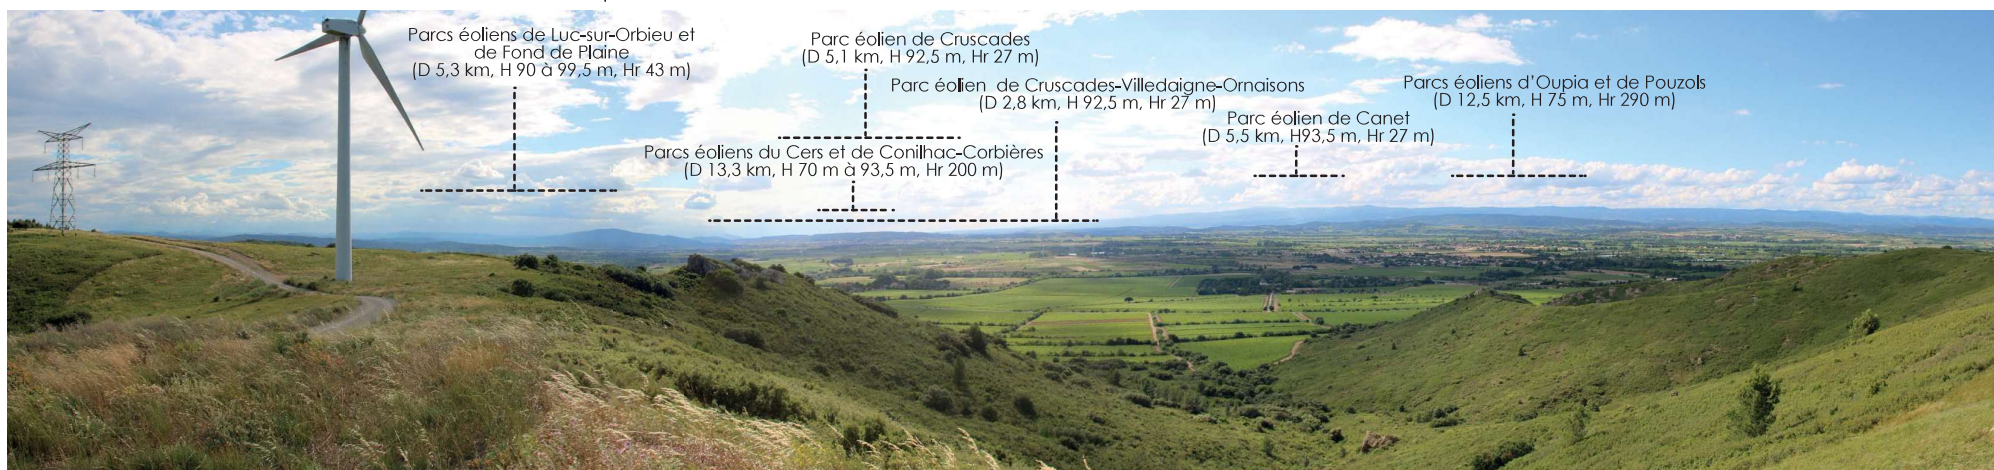 Parcs éoliens de Luc-sur-Orbieu et
de Fond de Plaine
(D 5,3 km, H 90 à 99,5 m, Hr 43 m)
Parc éolien de Cruscades
(D 5,1 km, H 92,5 m, Hr 27 m)
Parc éolien de Cruscades-Villedaigne-Ornaisons
(D 2,8 km, H 92,5 m, Hr 27 m)
Parcs éoliens du Cers et de Conilhac-Corbières
(D 13,3 km, H 70 m à 93,5 m, Hr 200 m)
Parc éolien de Canet
(D 5,5 km, H93,5 m, Hr 27 m)
Parcs éoliens d'Oupia et de Pouzols
(D 12,5 km, H 75 m, Hr 290 m)